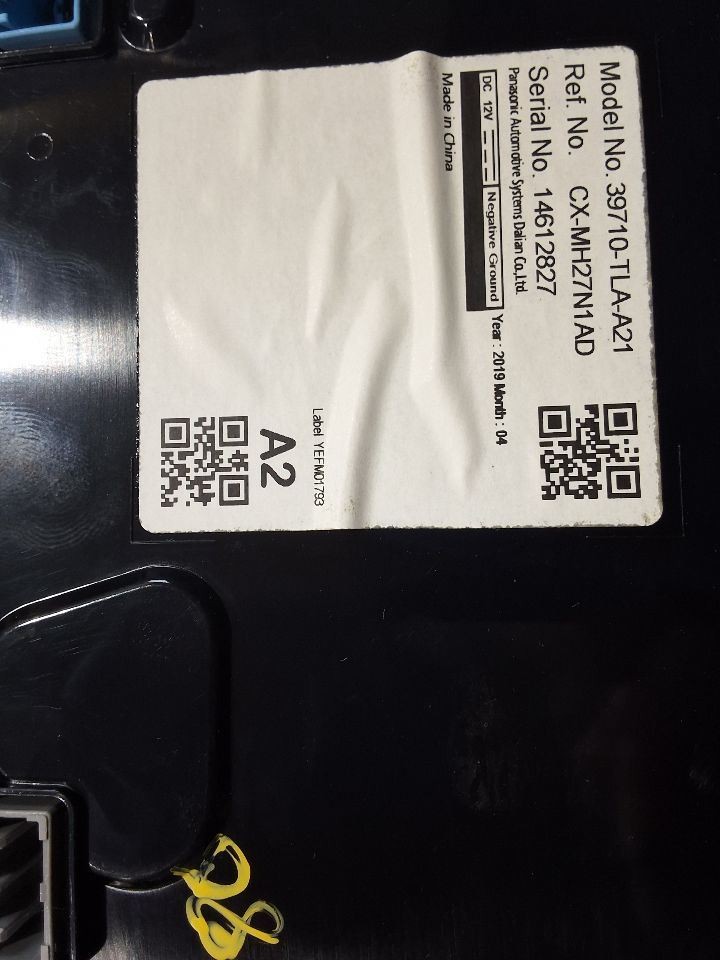 Model No. 39710-TLA-A21
Ref. No. CX-MH27N1AD
Serial No. 14612827
Panasonic Automotive Systems Dalian Co.,Ltd.
DC 12V Negative Ground Year : 2019 Month : 04
Made in China
Label YEFM01793
A2